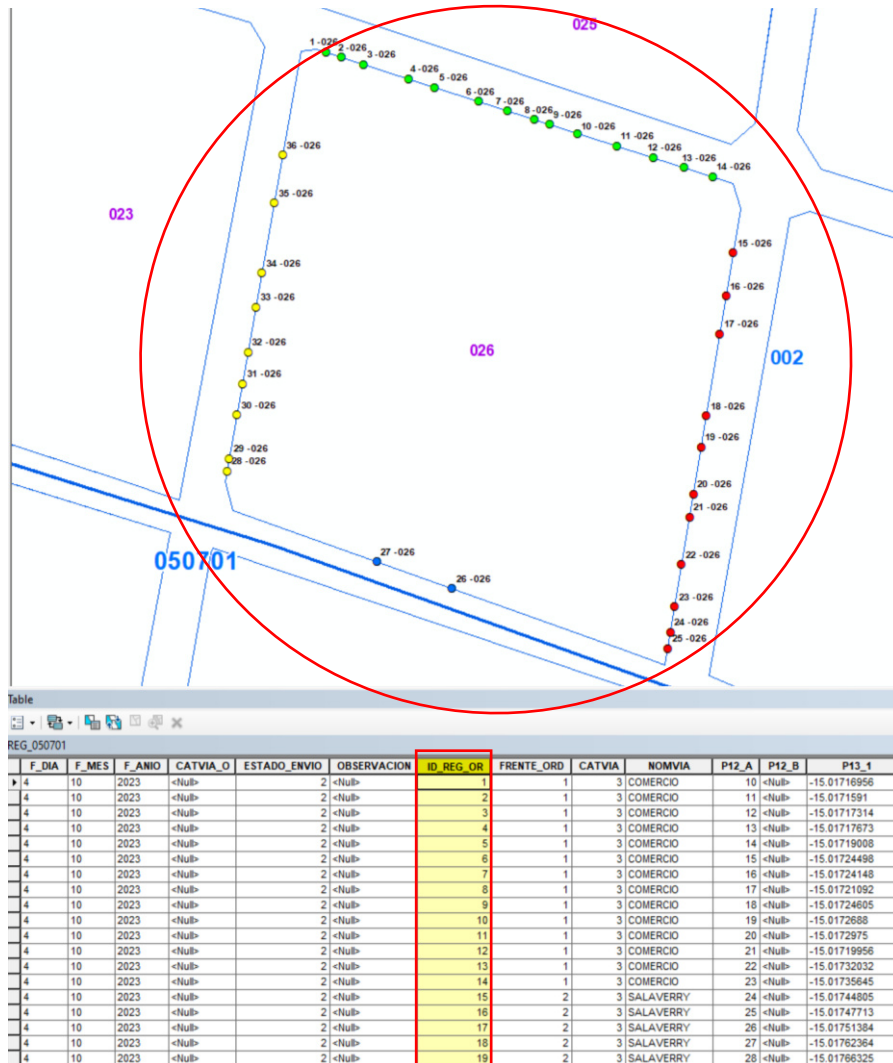 025
1 -026
2 -026
3 -026
4 -026
5 -026
6 -026
7 -026
8 -026
9 -026
10 -026
11 -026
12 -026
13 -026
14 -026
36 -026
35 -026
023
15 -026
34 -026
16 -026
33 -026
17 -026
32 -026
026
002
31 -026
30 -026
18 -026
29 -026
19 -026
28 -026
20 -026
21 -026
050701
27 -026
22 -026
26 -026
23 -026
24 -026
25 -026
Table
REG_050701
F_DIA F_MES F_ANIO CATVIA_O ESTADO_ENVIO OBSERVACION ID_REG_OR FRENTE_ORD CATVIA NOMVIA P12_A P12_B P13_1
4 10 2023 <Null> 2 <Null> 1 1 3 COMERCIO 10 <Null> -15.01716956
4 10 2023 <Null> 2 <Null> 2 1 3 COMERCIO 11 <Null> -15.0171591
4 10 2023 <Null> 2 <Null> 3 1 3 COMERCIO 12 <Null> -15.01717314
4 10 2023 <Null> 2 <Null> 4 1 3 COMERCIO 13 <Null> -15.01717673
4 10 2023 <Null> 2 <Null> 5 1 3 COMERCIO 14 <Null> -15.01719008
4 10 2023 <Null> 2 <Null> 6 1 3 COMERCIO 15 <Null> -15.01724498
4 10 2023 <Null> 2 <Null> 7 1 3 COMERCIO 16 <Null> -15.01724148
4 10 2023 <Null> 2 <Null> 8 1 3 COMERCIO 17 <Null> -15.01721092
4 10 2023 <Null> 2 <Null> 9 1 3 COMERCIO 18 <Null> -15.01724605
4 10 2023 <Null> 2 <Null> 10 1 3 COMERCIO 19 <Null> -15.0172688
4 10 2023 <Null> 2 <Null> 11 1 3 COMERCIO 20 <Null> -15.0172975
4 10 2023 <Null> 2 <Null> 12 1 3 COMERCIO 21 <Null> -15.01719956
4 10 2023 <Null> 2 <Null> 13 1 3 COMERCIO 22 <Null> -15.01732032
4 10 2023 <Null> 2 <Null> 14 1 3 COMERCIO 23 <Null> -15.01735645
4 10 2023 <Null> 2 <Null> 15 2 3 SALAVERRY 24 <Null> -15.01744805
4 10 2023 <Null> 2 <Null> 16 2 3 SALAVERRY 25 <Null> -15.01747713
4 10 2023 <Null> 2 <Null> 17 2 3 SALAVERRY 26 <Null> -15.01751384
4 10 2023 <Null> 2 <Null> 18 2 3 SALAVERRY 27 <Null> -15.01762364
4 10 2023 <Null> 2 <Null> 19 2 3 SALAVERRY 28 <Null> -15.01766325